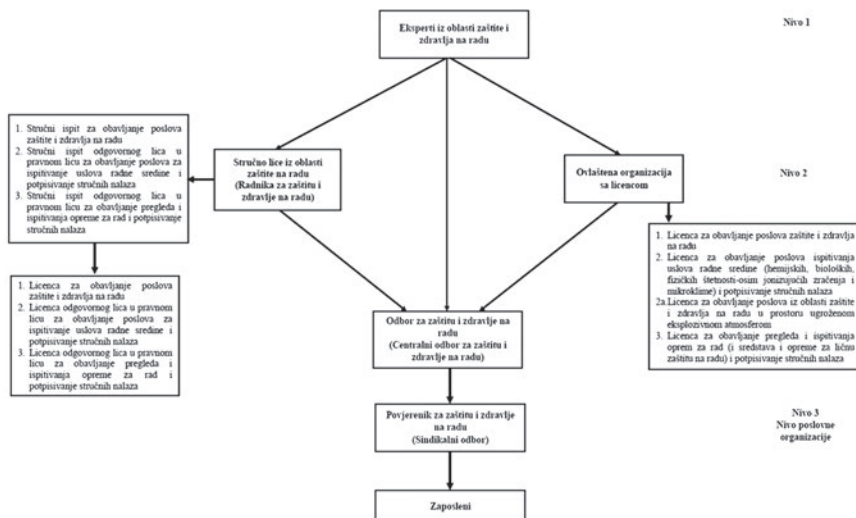 Eksperti iz oblasti zaštite i
zdravlja na radu
Nivo 1
1. Stručni ispit za obavljanje poslova
zaštite i zdravlja na radu
2. Stručni ispit odgovornog lica u
pravnom licu za obavljanje poslova za
ispitivanje uslova radne sredine i
potpisivanje stručnih nalaza
3. Stručni ispit odgovornog lica u
pravnom licu za obavljanje pregleda i
ispitivanja opreme za rad i potpisivanje
stručnih nalaza
Stručno lice iz oblasti
zaštite na radu
(Radnika za zaštitu i
zdravlje na radu)
Ovlaštena organizacija
sa licencom
Nivo 2
1. Licenca za obavljanje poslova zaštite i zdravlja
na radu
2. Licenca za obavljanje poslova ispitivanja
uslova radne sredine (hemijskih, bioloških,
fizičkih štetnosti-osim jonizujućih zračenja i
mikroklime) i potpisivanje stručnih nalaza
2a.Licenca za obavljanje poslova iz oblasti zaštite
i zdravlja na radu u prostoru ugroženom
eksplozivnom atmosferom
3. Licenca za obavljanje pregleda i ispitivanja
oprem za rad (i sredstava i opreme za ličnu
zaštitu na radu) i potpisivanje stručnih nalaza
1. Licenca za obavljanje poslova
zaštite i zdravlja na radu
2. Licenca odgovornog lica u pravnom
licu za obavljanje poslova za
ispitivanje uslova radne sredine i
potpisivanje stručnih nalaza
3. Licenca odgovornog lica u pravnom
licu za obavljanje pregleda i
ispitivanja opreme za rad i
potpisivanje stručnih nalaza
Odbor za zaštitu i zdravlje na
radu
(Centralni odbor za zaštitu i
zdravlje na radu)
Povjerenik za zaštitu i zdravlje
na radu
(Sindikalni odbor)
Nivo 3
Nivo poslovne
organizacije
Zaposleni